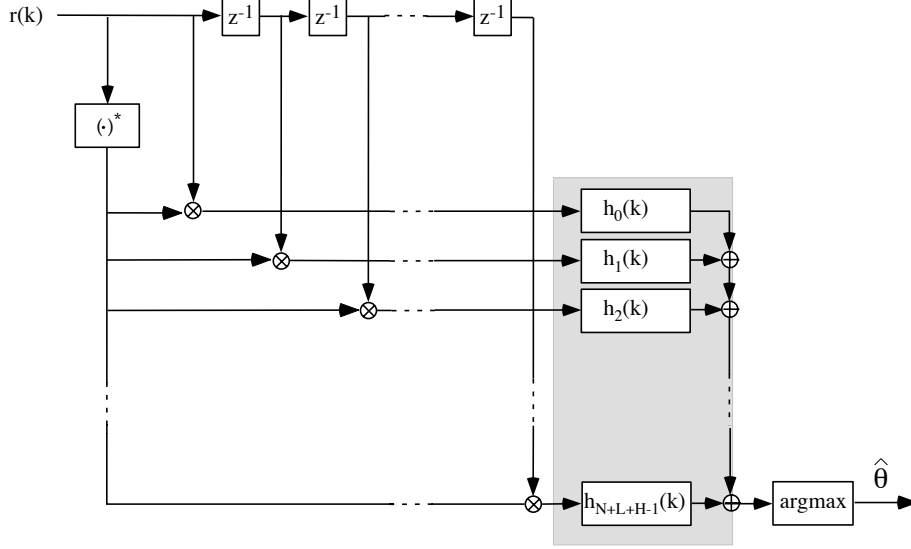 r(k) z⁻¹ z⁻¹ z⁻¹
(·)*
h₀(k)
h₁(k)
h₂(k)
h_{N+L+H-1}(k) argmax θ̂